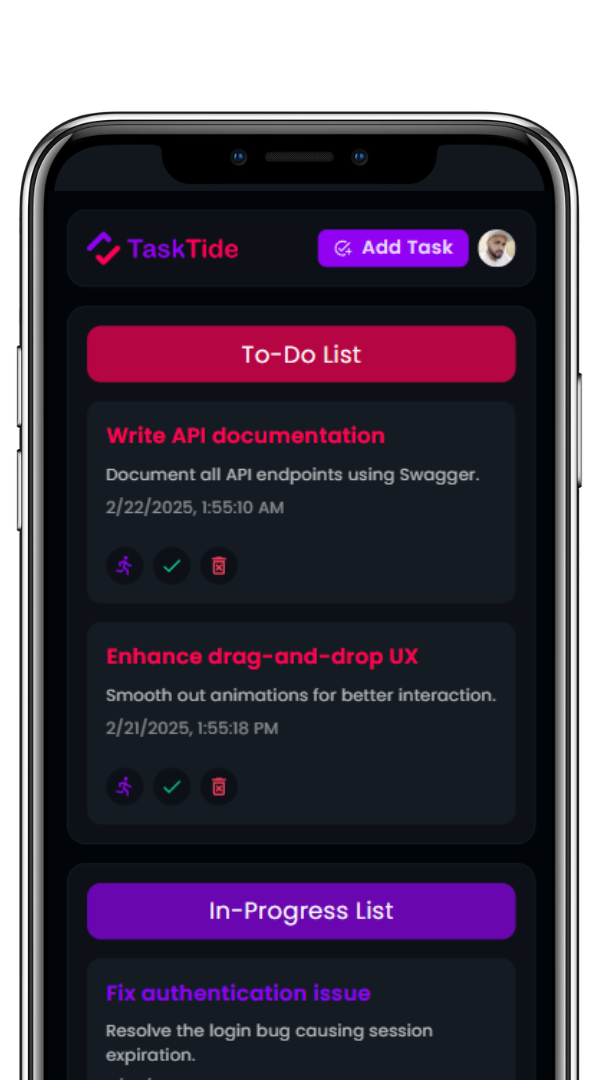 TaskTide
Add Task
To-Do List
Write API documentation
Document all API endpoints using Swagger.
2/22/2025, 1:55:10 AM
Enhance drag-and-drop UX
Smooth out animations for better interaction.
2/21/2025, 1:55:18 PM
In-Progress List
Fix authentication issue
Resolve the login bug causing session
expiration.